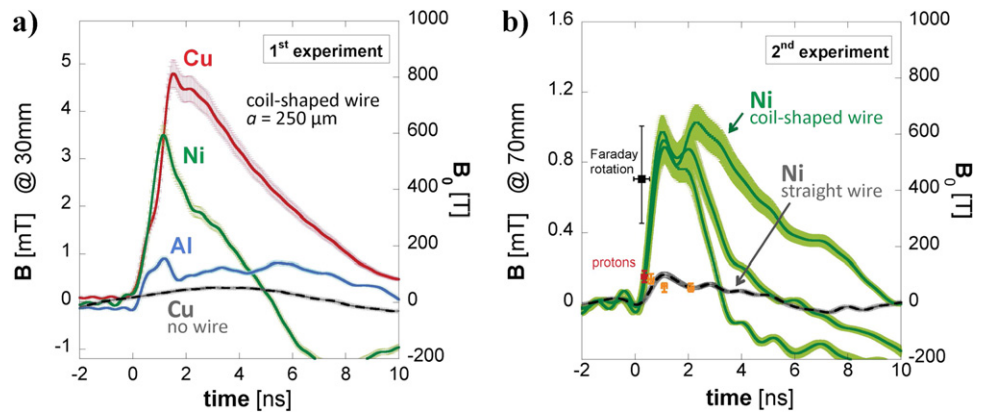 a)
1st experiment
Cu
coil-shaped wire
a = 250 µm
Ni
Al
Cu
no wire
B [mT] @ 30mm
5
4
3
2
1
0
-1
B0 [T]
1000
800
600
400
200
0
-200
-2 0 2 4 6 8 10
time [ns]
b)
2nd experiment
Ni
coil-shaped wire
Faraday
rotation
Ni
straight wire
protons
B [mT] @ 70mm
1.6
1.2
0.8
0.4
0
B0 [T]
1000
800
600
400
200
0
-200
-2 0 2 4 6 8 10
time [ns]